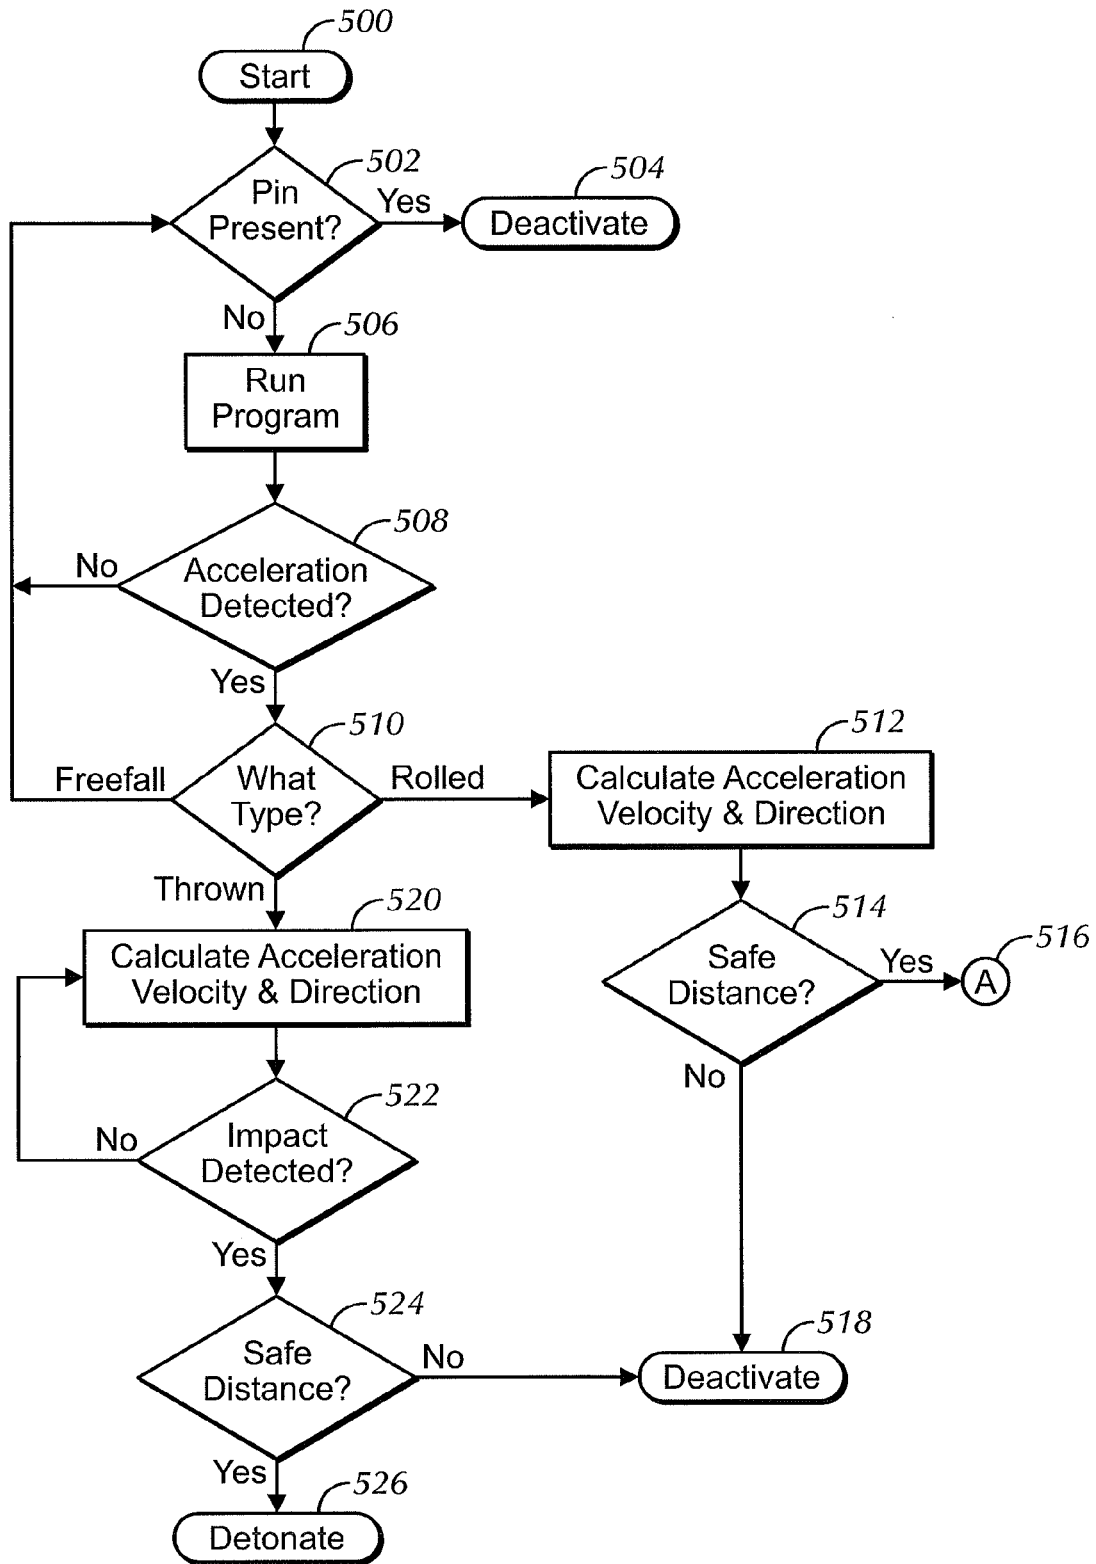 500
Start
502
Pin
Present?
Yes
504
Deactivate
No
506
Run
Program
508
No
Acceleration
Detected?
Yes
510
Freefall
What
Type?
Rolled
512
Calculate Acceleration
Velocity & Direction
Thrown
514
Safe
Distance?
Yes
516
A
No
520
Calculate Acceleration
Velocity & Direction
522
No
Impact
Detected?
Yes
524
Safe
Distance?
No
518
Deactivate
Yes
526
Detonate